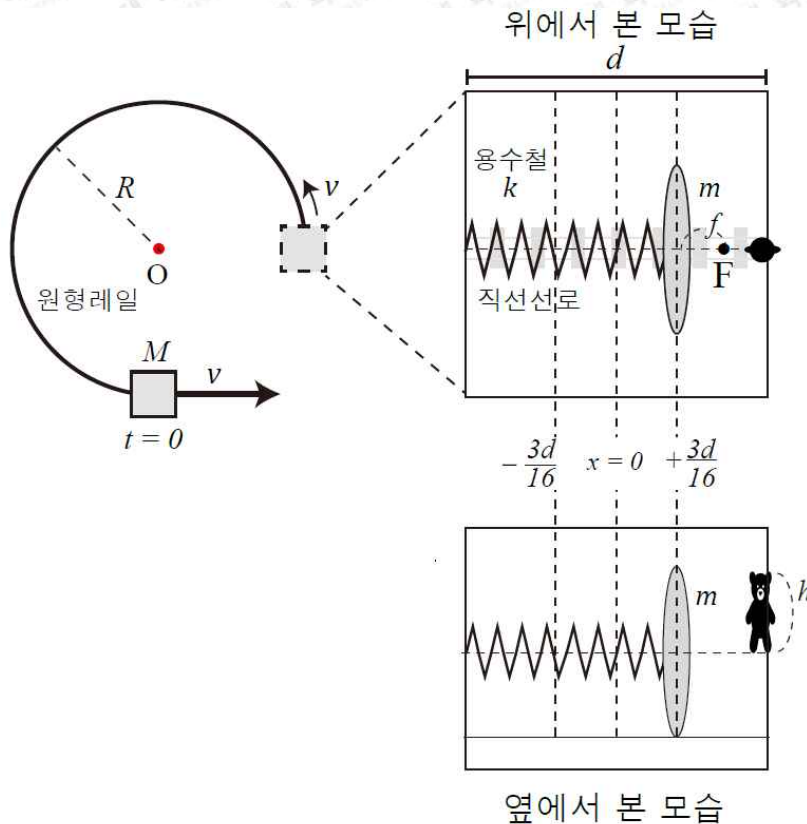 위에서 본 모습
d
용수철
k
m
f
F
직선선로
R
v
O
원형레일
M
v
t = 0
- 3d/16
x = 0
+ 3d/16
m
h
옆에서 본 모습